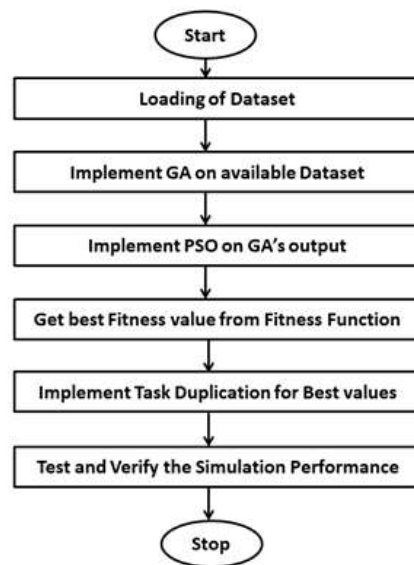 Start
Loading of Dataset
Implement GA on available Dataset
Implement PSO on GA's output
Get best Fitness value from Fitness Function
Implement Task Duplication for Best values
Test and Verify the Simulation Performance
Stop